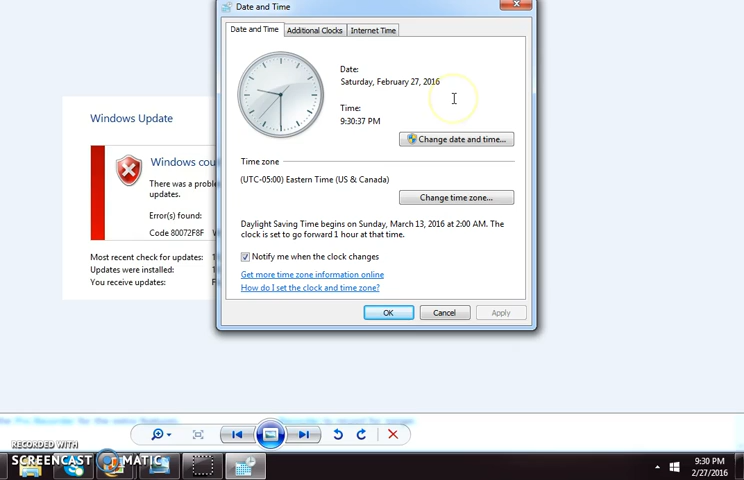 Date and Time
Date and Time
Additional Clocks
Internet Time
Date:
Saturday, February 27, 2016
Time:
9:30:37 PM
Change date and time...
Time zone
(UTC-05:00) Eastern Time (US & Canada)
Change time zone...
Daylight Saving Time begins on Sunday, March 13, 2016 at 2:00 AM. The
clock is set to go forward 1 hour at that time.
Notify me when the clock changes
Get more time zone information online
How do I set the clock and time zone?
OK
Cancel
Apply
Windows Update
Windows cou
There was a proble
updates.
Error(s) found:
Code 80072F8F
Most recent check for updates:
Updates were installed:
You receive updates:
RECORDED WITH
SCREENCAST MATIC
9:30 PM
2/27/2016